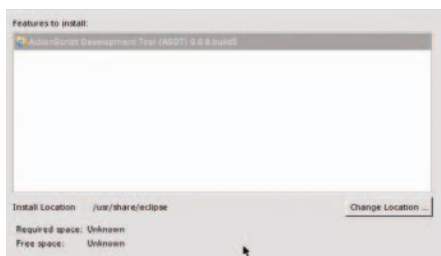 Features to install:
ActionScript Development Tool (ASDT) 0.0.8.build5
Install Location /usr/share/eclipse
Change Location ...
Required space: Unknown
Free space: Unknown